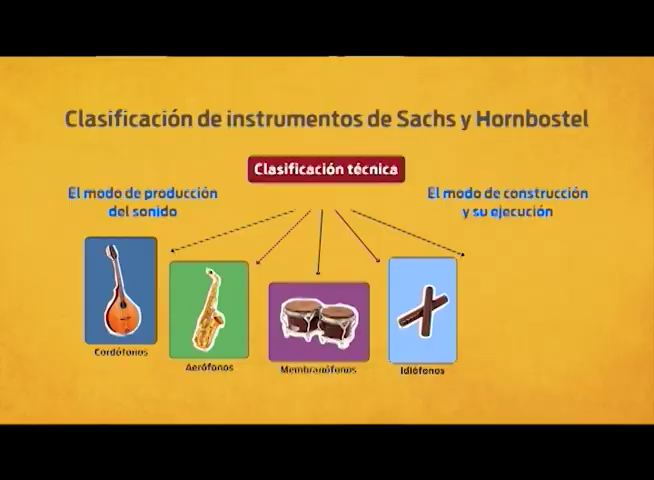 Clasificación de instrumentos de Sachs y Hornbostel
Clasificación técnica
El modo de producción
del sonido
El modo de construcción
y su ejecución
Cordófonos
Aerófonos
Membranófonos
Idiófonos